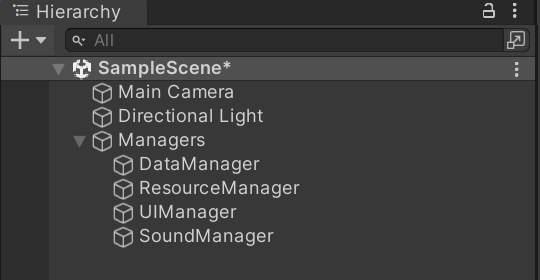 Hierarchy
All
SampleScene*
Main Camera
Directional Light
Managers
DataManager
ResourceManager
UIManager
SoundManager